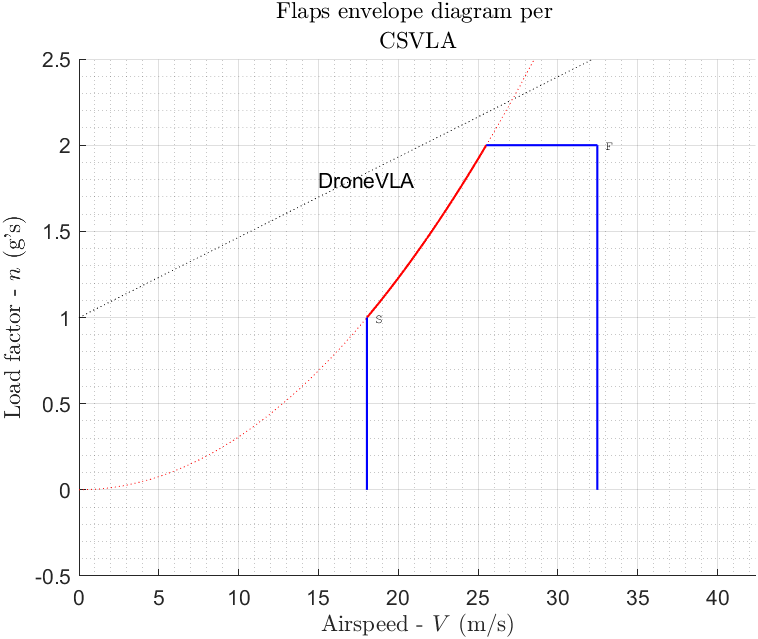 Flaps envelope diagram per
CSVLA
2.5
2
F
DroneVLA
1.5
1
S
0.5
0
-0.5
Load factor - n (g's)
0 5 10 15 20 25 30 35 40
Airspeed - V (m/s)